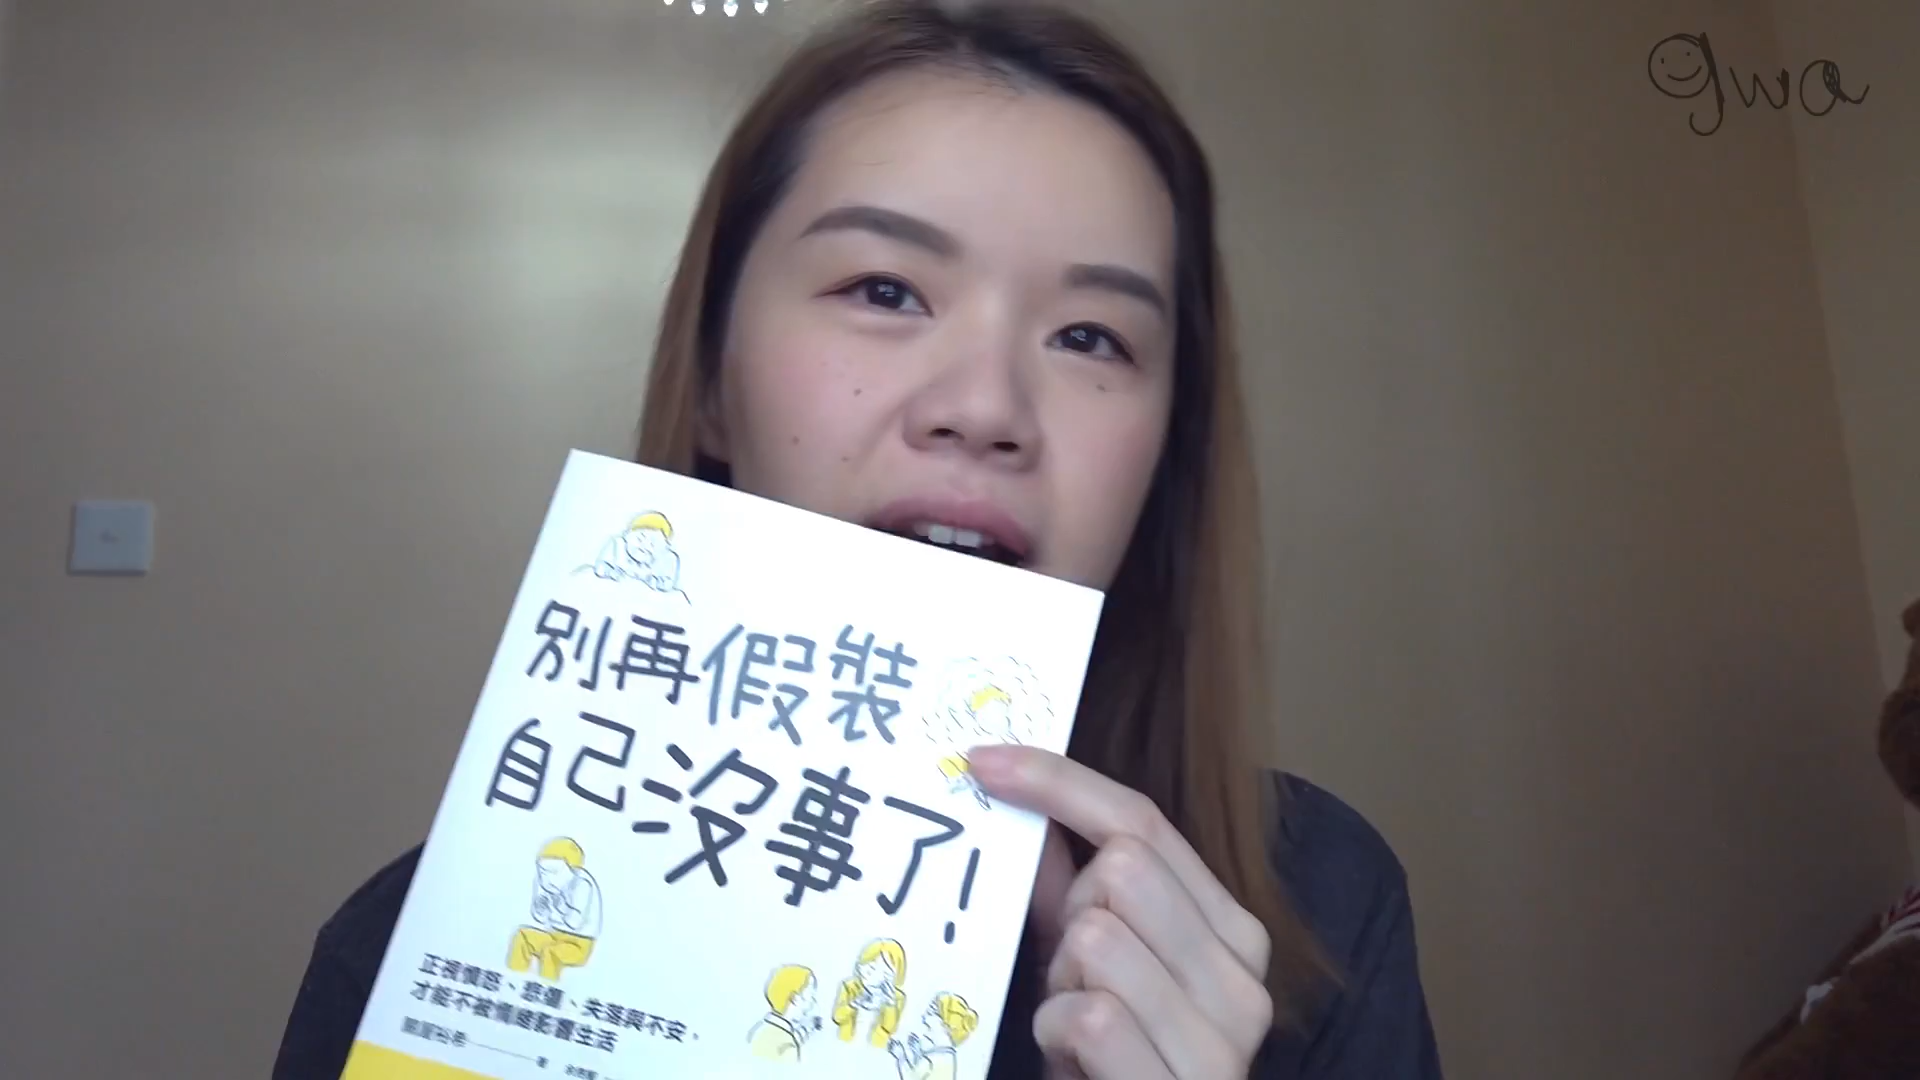 gwa
別再假裝
自己沒事了!
正視憤怒、悲傷、失落與不安，
才能不被情緒影響生活
著